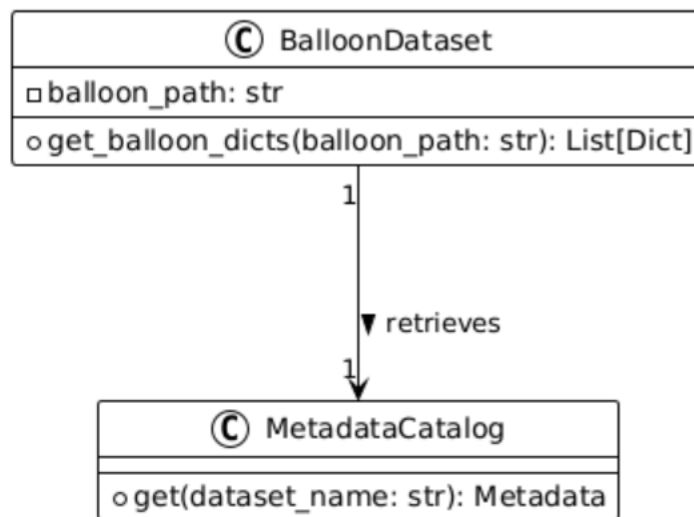 C BalloonDataset
balloon_path: str
get_balloon_dicts(balloon_path: str): List[Dict]
1
retrieves
1
C MetadataCatalog
get(dataset_name: str): Metadata